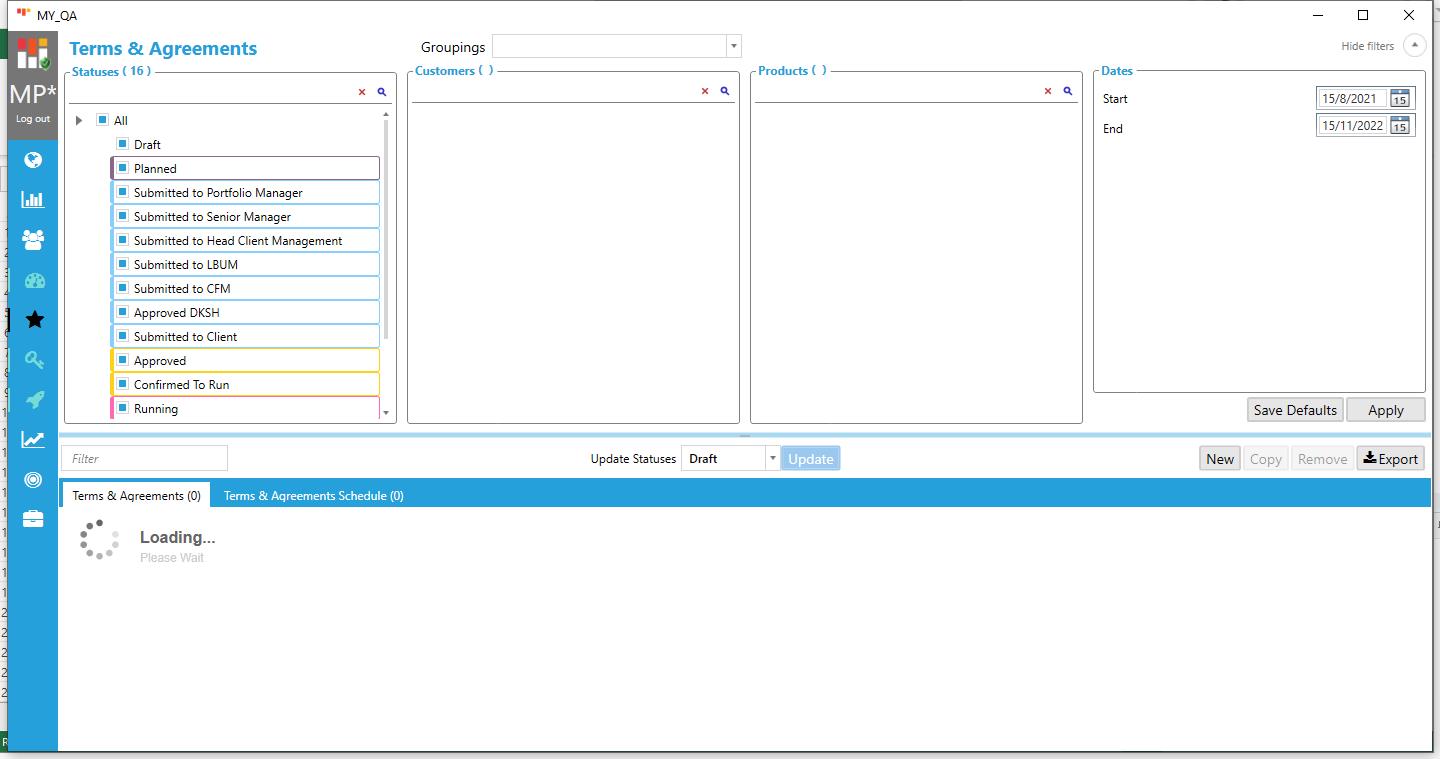 MY_QA
MP*
Log out
Terms & Agreements
Groupings
Hide filters
Statuses ( 16 )
All
Draft
Planned
Submitted to Portfolio Manager
Submitted to Senior Manager
Submitted to Head Client Management
Submitted to LBUM
Submitted to CFM
Approved DKSH
Submitted to Client
Approved
Confirmed To Run
Running
Customers ( )
Products ( )
Dates
Start 15/8/2021 15
End 15/11/2022 15
Save Defaults Apply
Filter Update Statuses Draft Update New Copy Remove Export
Terms & Agreements (0) Terms & Agreements Schedule (0)
Loading...
Please Wait